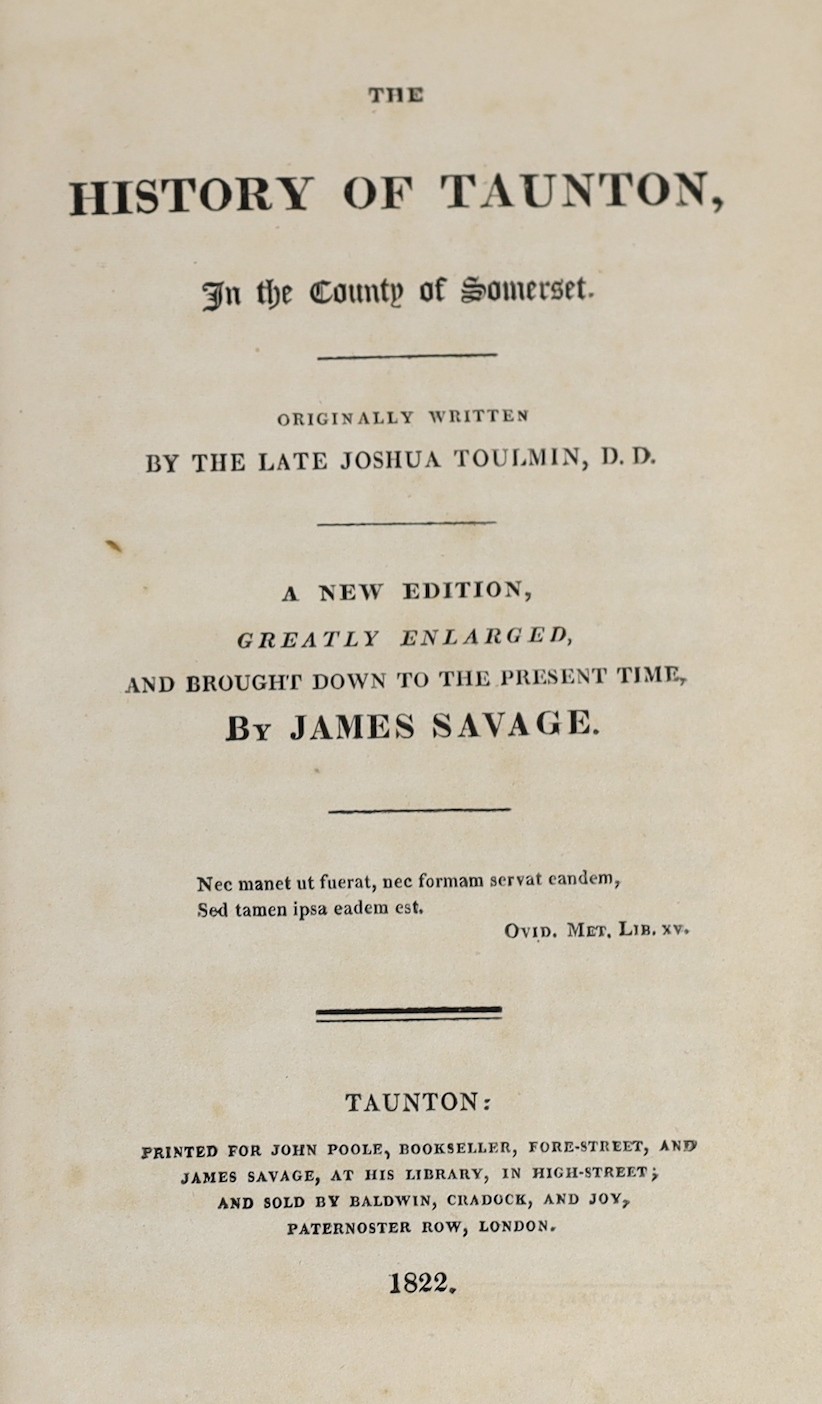 THE
HISTORY OF TAUNTON,
In the County of Somerset.
ORIGINALLY WRITTEN
BY THE LATE JOSHUA TOULMIN, D. D.
A NEW EDITION,
GREATLY ENLARGED,
AND BROUGHT DOWN TO THE PRESENT TIME,
BY JAMES SAVAGE.
Nec manet ut fuerat, nec formam servat eandem,
Sed tamen ipsa eadem est.
OVID. MET. LIB. XV.
TAUNTON:
PRINTED FOR JOHN POOLE, BOOKSELLER, FORE-STREET, AND
JAMES SAVAGE, AT HIS LIBRARY, IN HIGH-STREET;
AND SOLD BY BALDWIN, CRADOCK, AND JOY,
PATERNOSTER ROW, LONDON.
1822.